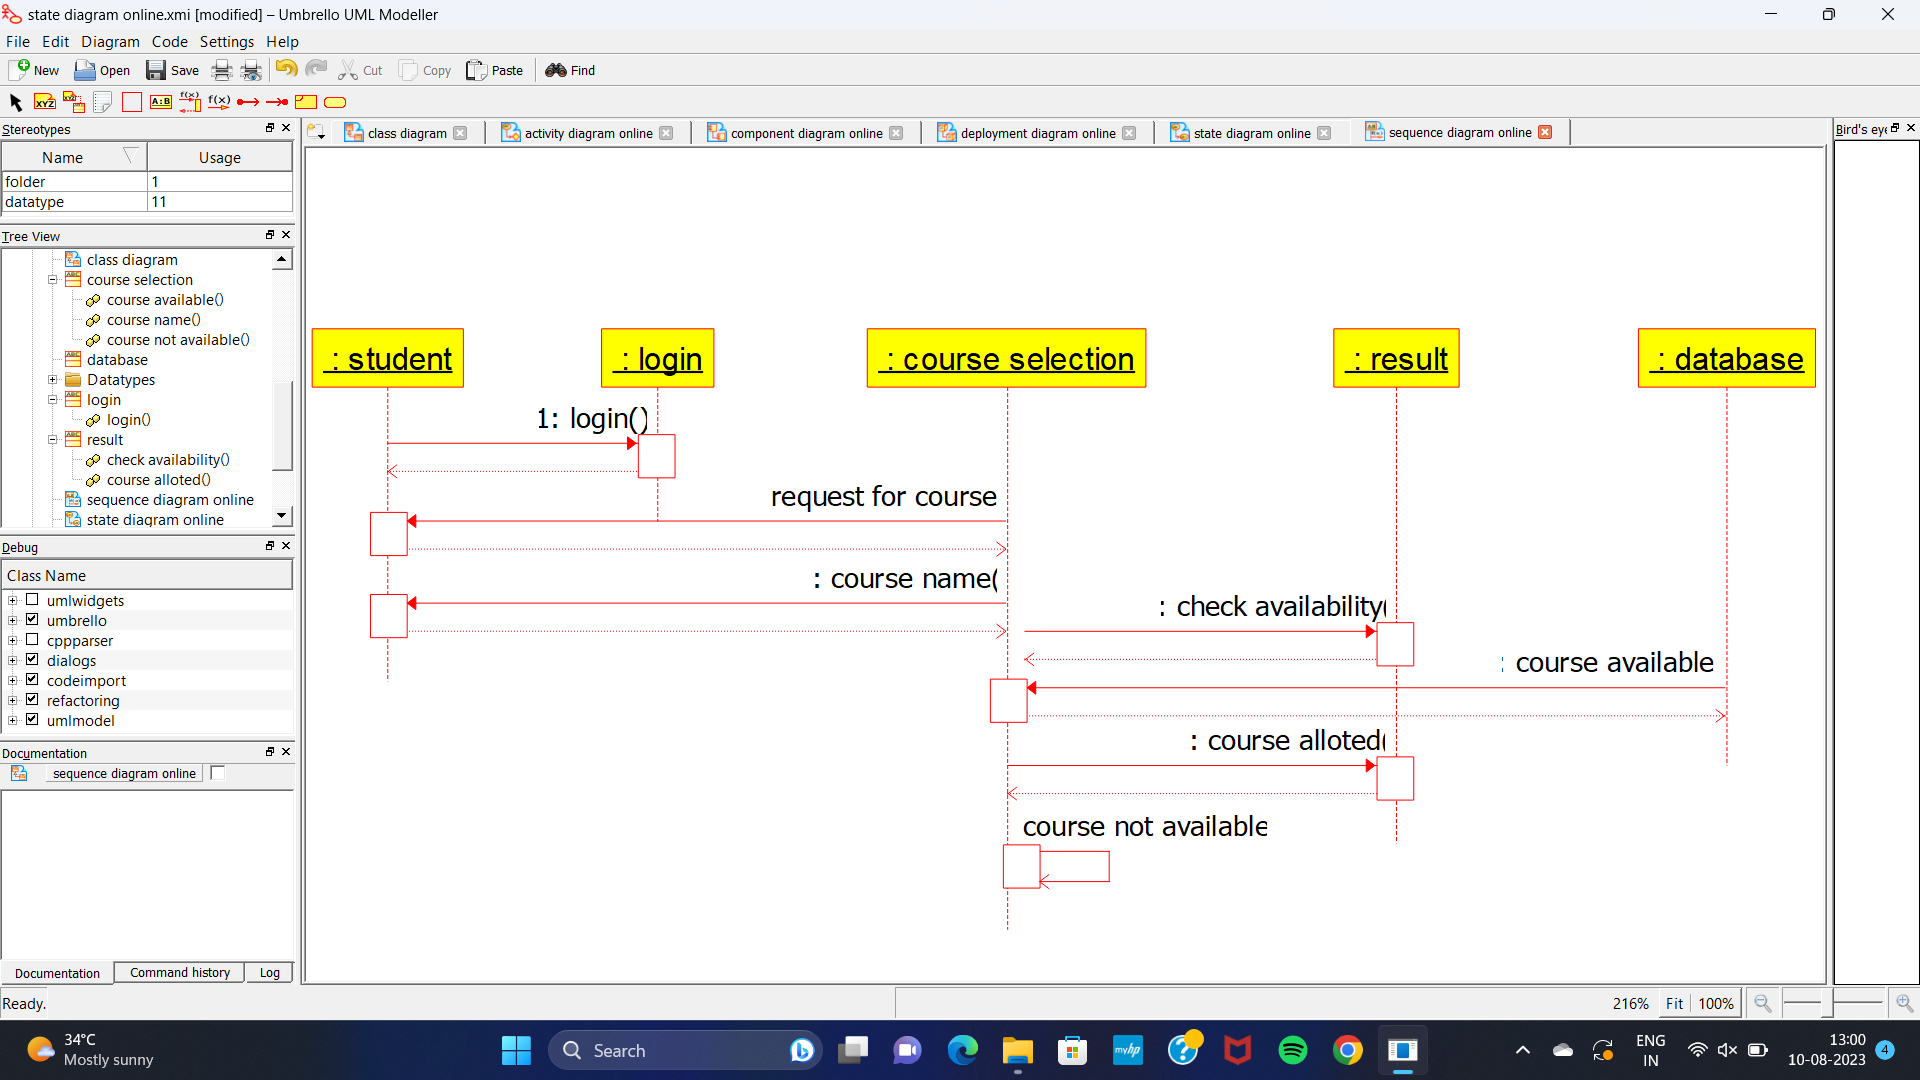 state diagram online.xmi [modified] – Umbrello UML Modeller
File Edit Diagram Code Settings Help
New Open Save Cut Copy Paste Find
XYZ XYZ A:B f(x) f(x)
Stereotypes
Name Usage
folder 1
datatype 11
Tree View
class diagram
course selection
course available()
course name()
course not available()
database
Datatypes
login
login()
result
check availability()
course alloted()
sequence diagram online
state diagram online
Debug
Class Name
umlwidgets
umbrello
cppparser
dialogs
codeimport
refactoring
umlmodel
Documentation
sequence diagram online
Documentation Command history Log
Ready.
class diagram activity diagram online component diagram online deployment diagram online state diagram online sequence diagram online
Bird's eye
: student : login : course selection : result : database
1: login()
request for course
: course name(
: check availability(
: course available
: course alloted(
course not available
216% Fit 100%
34°C
Mostly sunny
Search
myhp
ENG
IN
13:00
10-08-2023
4